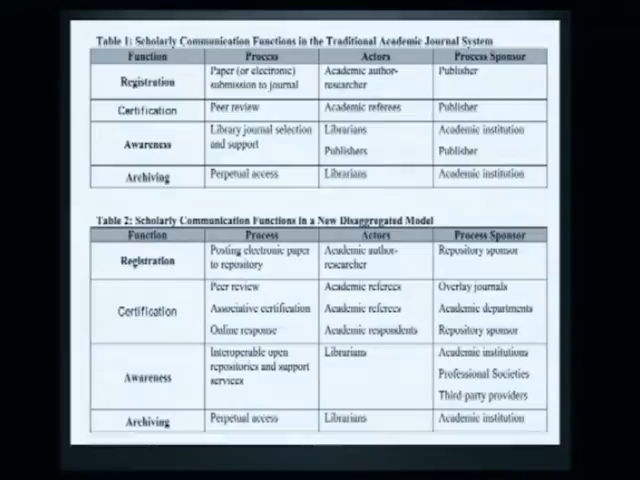 Table 1: Scholarly Communication Functions in the Traditional Academic Journal System
Function Process Actors Process Sponsor
Registration Paper (or electronic) submission to journal Academic author-researcher Publisher
Certification Peer review Academic referees Publisher
Awareness Library journal selection and support Librarians Academic institution
Publishers Publisher
Archiving Perpetual access Librarians Academic institution
Table 2: Scholarly Communication Functions in a New Disaggregated Model
Function Process Actors Process Sponsor
Registration Posting electronic paper to repository Academic author-researcher Repository sponsor
Certification Peer review Academic referees Overlay journals
Associative certification Academic referees Academic departments
Online response Academic respondents Repository sponsor
Awareness Interoperable open repositories and support services Librarians Academic institutions
Professional Societies
Third-party providers
Archiving Perpetual access Librarians Academic institution